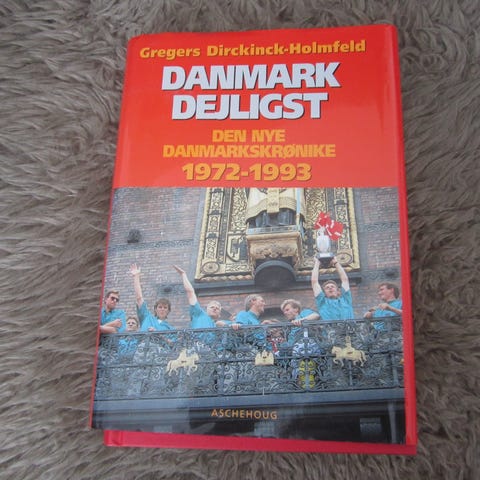 Gregers Dirckinck-Holmfeld
DANMARK
DEJLIGST
DEN NYE
DANMARKSKRØNIKE
1972-1993
ASCHEHOUG